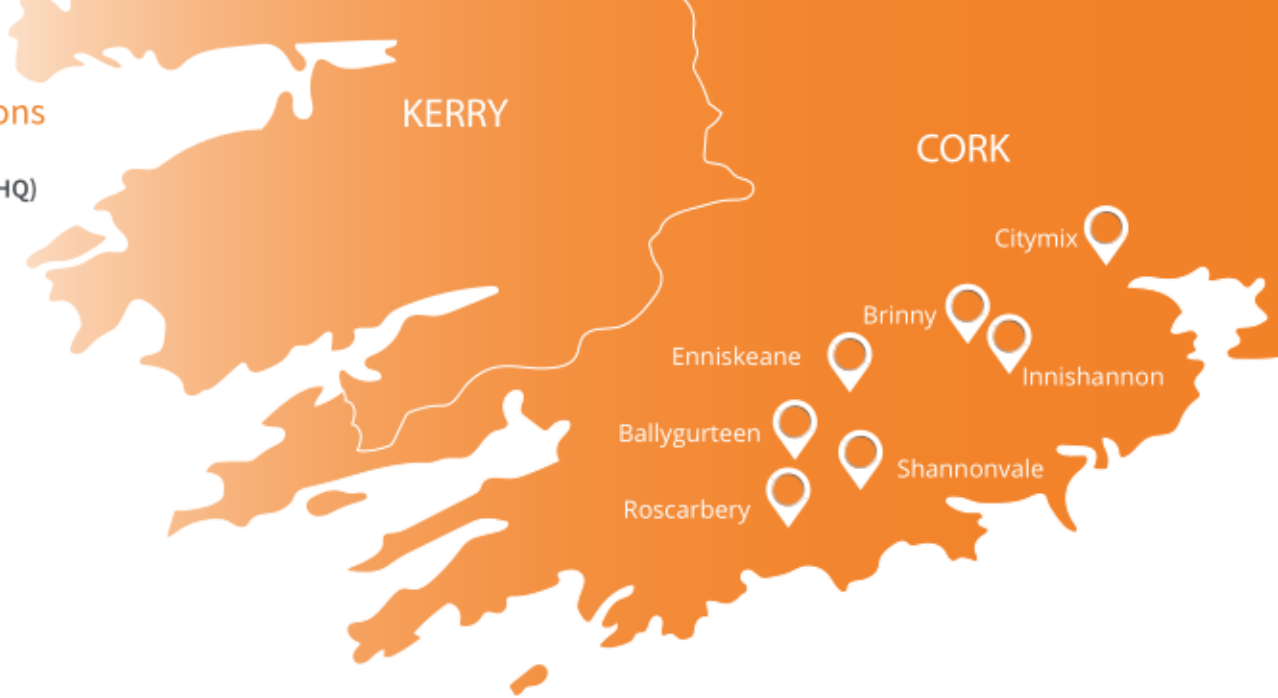 ons
KERRY
CORK
HQ)
Citymix
Brinny
Enniskeane
Innishannon
Ballygurteen
Shannonvale
Roscarbery